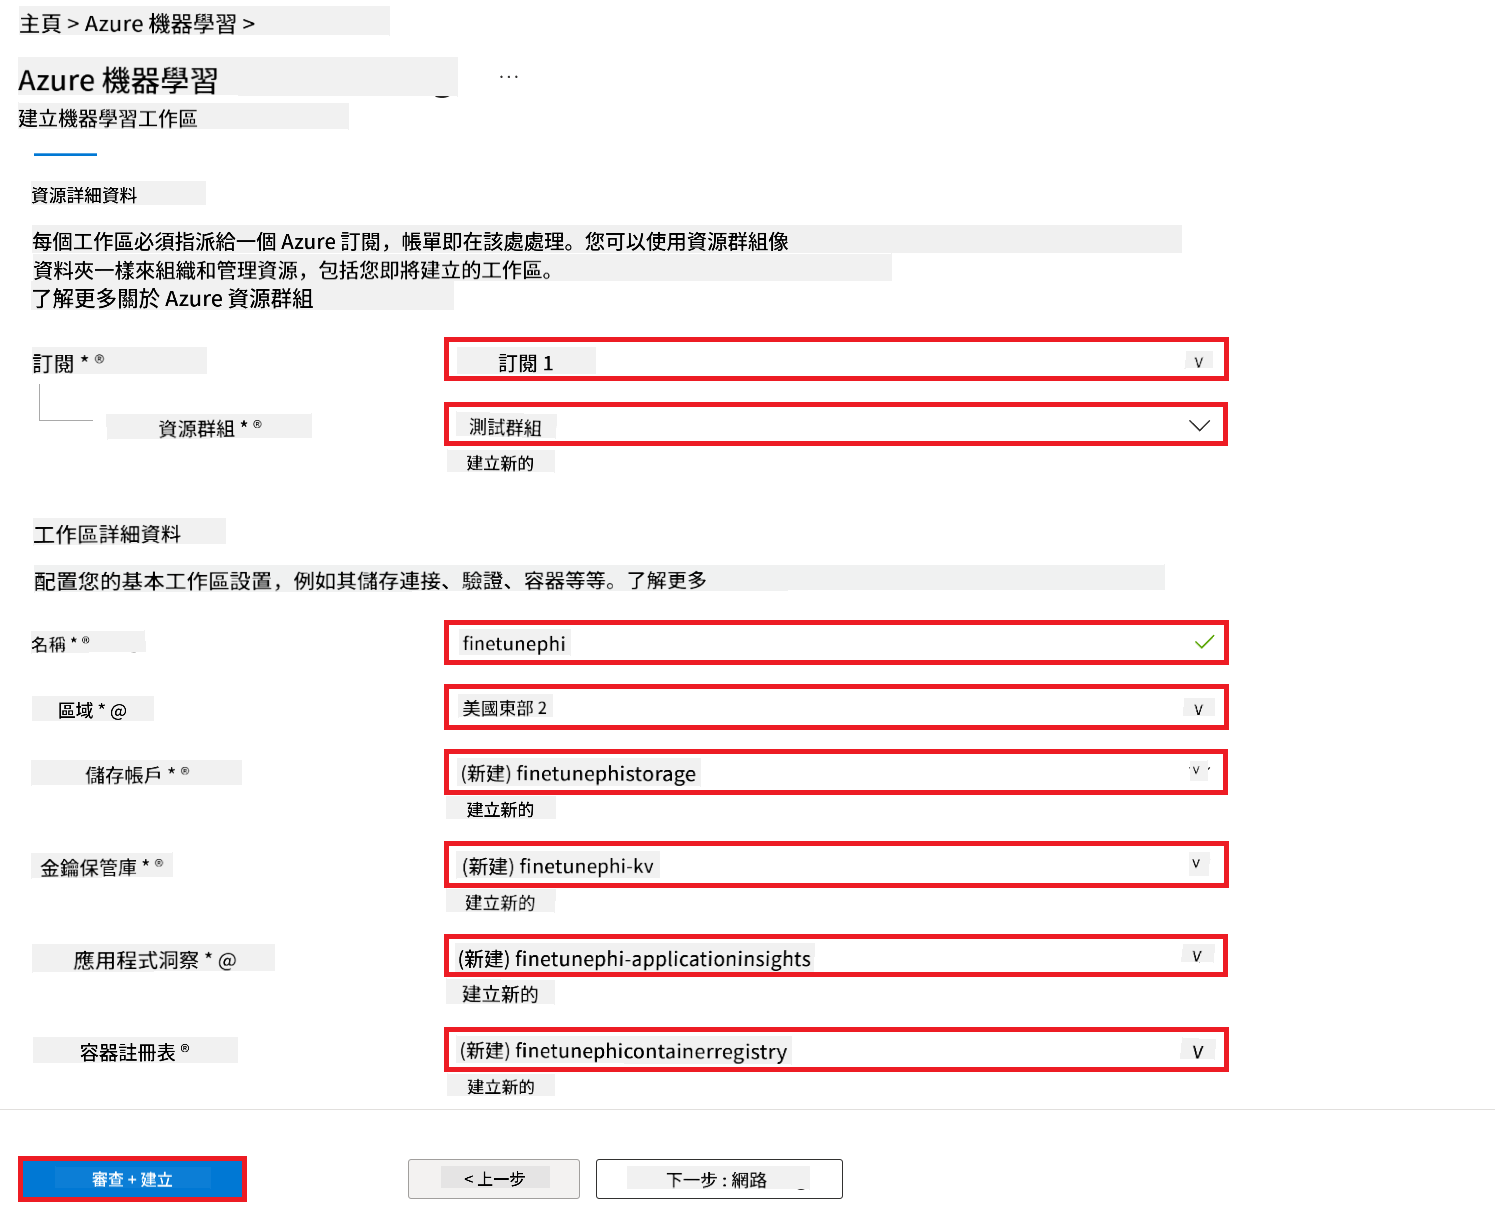 主頁 > Azure 機器學習 >
Azure 機器學習 ...
建立機器學習工作區
資源詳細資料
每個工作區必須指派給一個 Azure 訂閱，帳單即在該處處理。您可以使用資源群組像
資料夾一樣來組織和管理資源，包括您即將建立的工作區。
了解更多關於 Azure 資源群組
訂閱 * ®
訂閱 1
資源群組 * ®
測試群組
建立新的
工作區詳細資料
配置您的基本工作區設置，例如其儲存連接、驗證、容器等等。了解更多
名稱 * ®
finetunephi
區域 * @
美國東部 2
儲存帳戶 * ®
(新建) finetunephistorage
建立新的
金鑰保管庫 * ®
(新建) finetunephi-kv
建立新的
應用程式洞察 * @
(新建) finetunephi-applicationinsights
建立新的
容器註冊表 ®
(新建) finetunephicontainerregistry
建立新的
審查 + 建立
< 上一步
下一步 : 網路